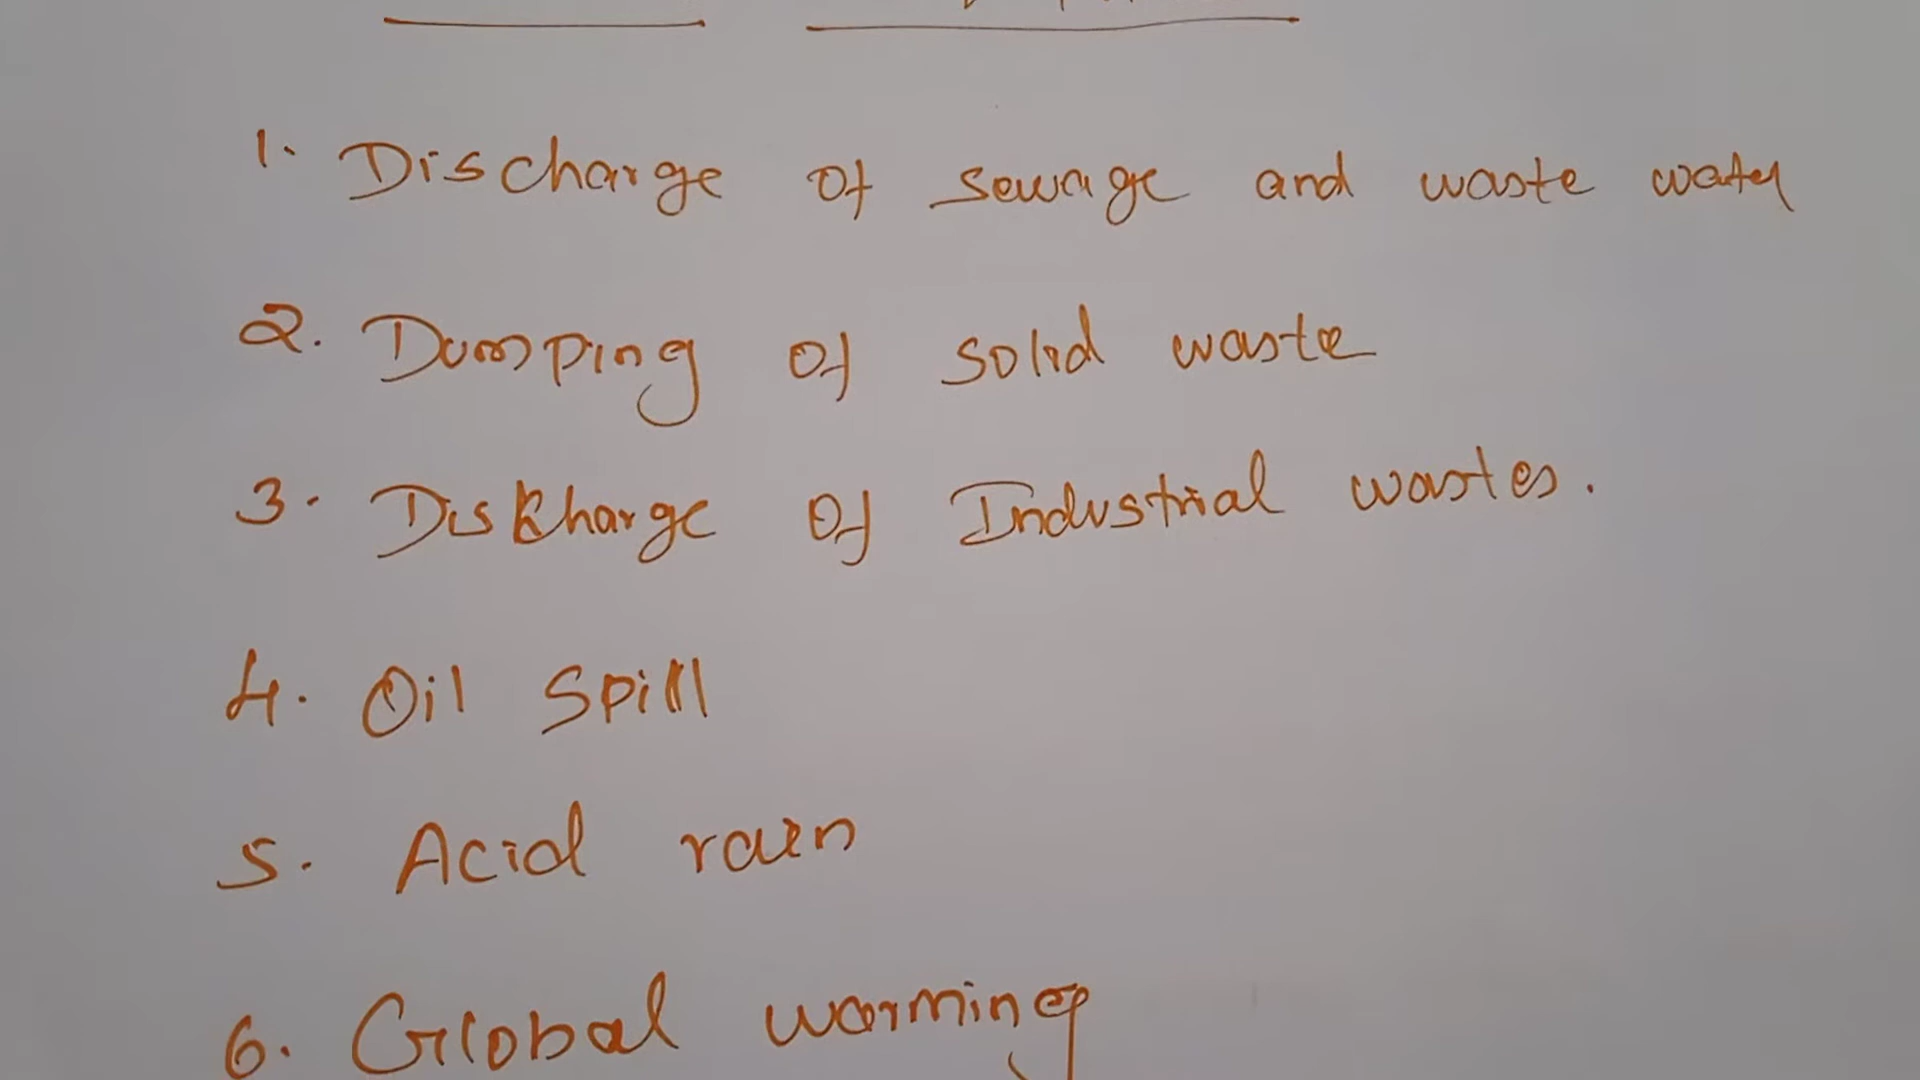 1. Discharge of sewage and waste water
2. Dumping of solid waste
3. Discharge of Industrial wastes.
4. Oil Spill
5. Acid rain
6. Global warming